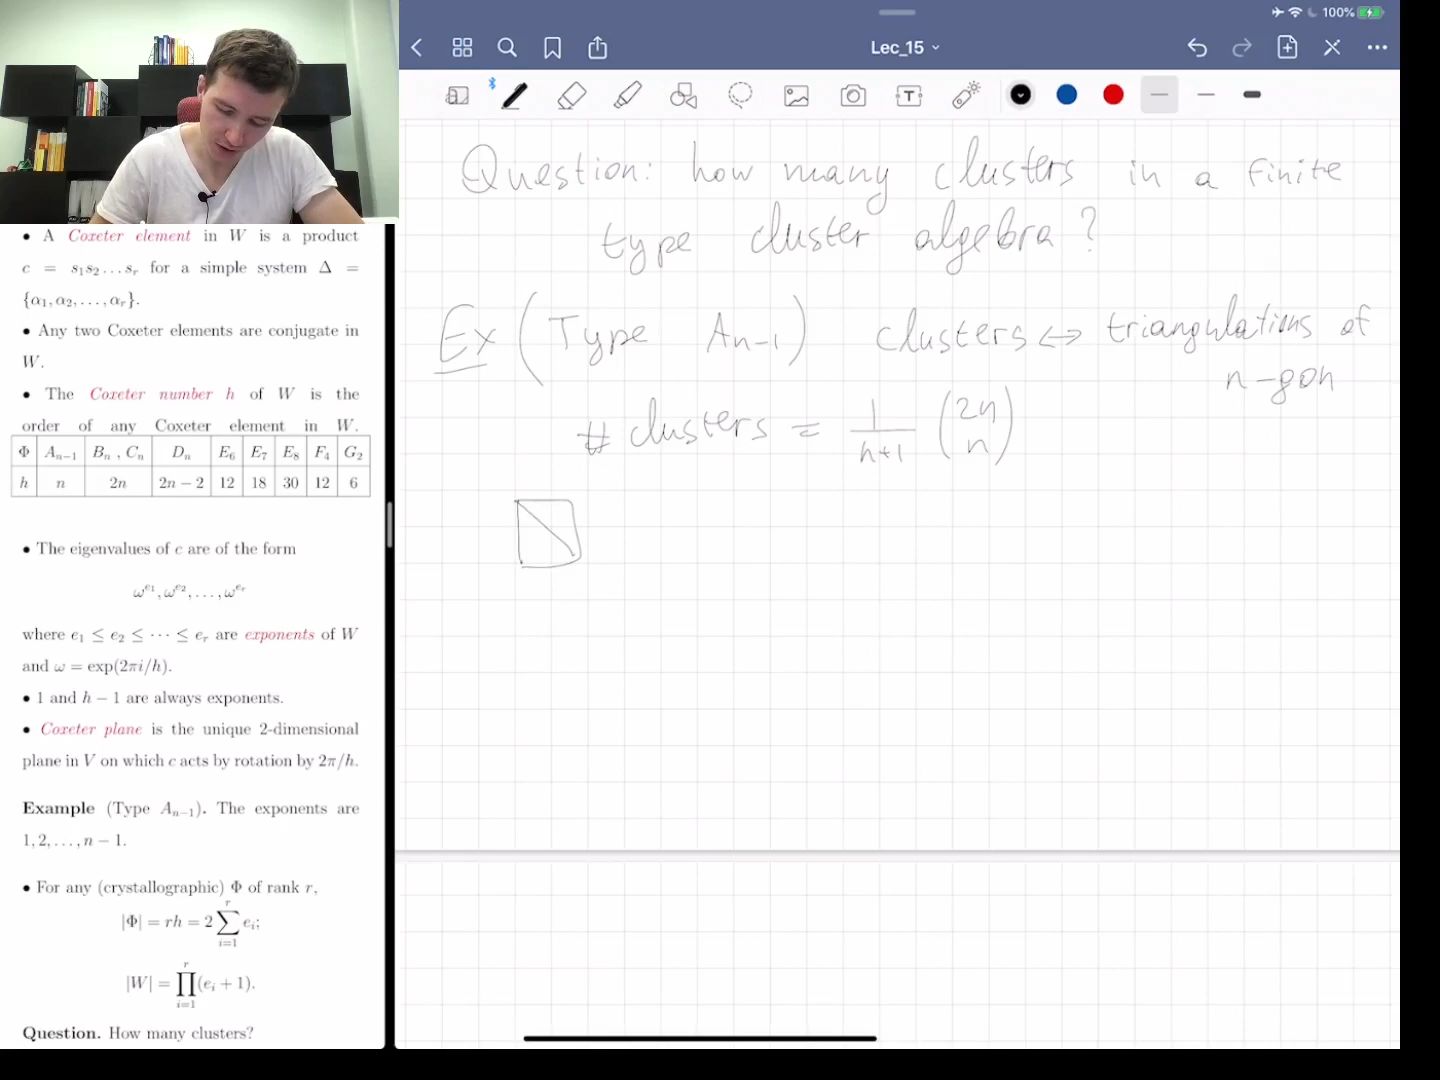 100%
Lec_15
Question: how many clusters in a finite
type cluster algebra?
Ex (Type A_{n-1}) clusters ⇔ triangulations of
n-gon
# clusters = 1/(n+1) (2n n)
• A Coxeter element in W is a product
c = s₁s₂…sᵣ for a simple system Δ =
{α₁, α₂, …, αᵣ}.
• Any two Coxeter elements are conjugate in
W.
• The Coxeter number h of W is the
order of any Coxeter element in W.
Φ A_{n−1} Bₙ , Cₙ Dₙ E₆ E₇ E₈ F₄ G₂
h n 2n 2n − 2 12 18 30 12 6
• The eigenvalues of c are of the form
ω^{e₁}, ω^{e₂}, …, ω^{eᵣ}
where e₁ ≤ e₂ ≤ ⋯ ≤ eᵣ are exponents of W
and ω = exp(2πi/h).
• 1 and h − 1 are always exponents.
• Coxeter plane is the unique 2-dimensional
plane in V on which c acts by rotation by 2π/h.
Example (Type A_{n−1}). The exponents are
1, 2, …, n − 1.
• For any (crystallographic) Φ of rank r,
|Φ| = rh = 2 ∑_{i=1}^{r} eᵢ;
|W| = ∏_{i=1}^{r} (eᵢ + 1).
Question. How many clusters?